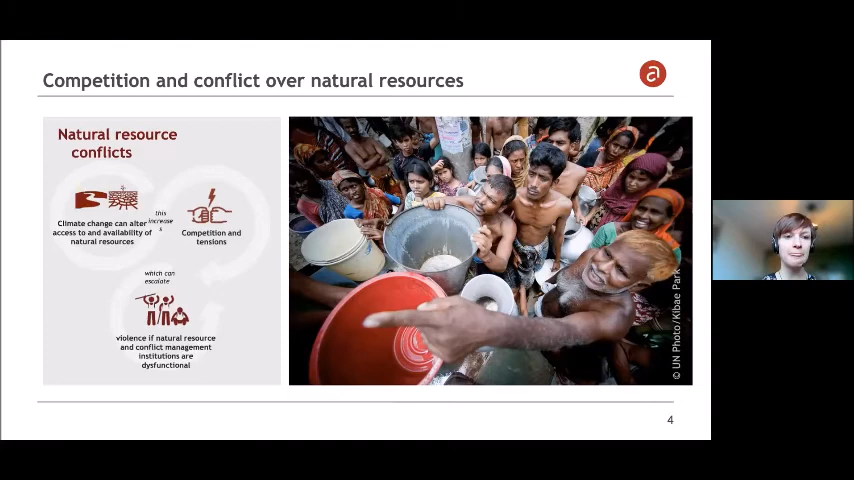 Competition and conflict over natural resources
Natural resource
conflicts
Climate change can alter
access to and availability of
natural resources
this
increase
s
Competition and
tensions
which can
escalate
violence if natural resource
and conflict management
institutions are
dysfunctional
© UN Photo/Kibae Park
4